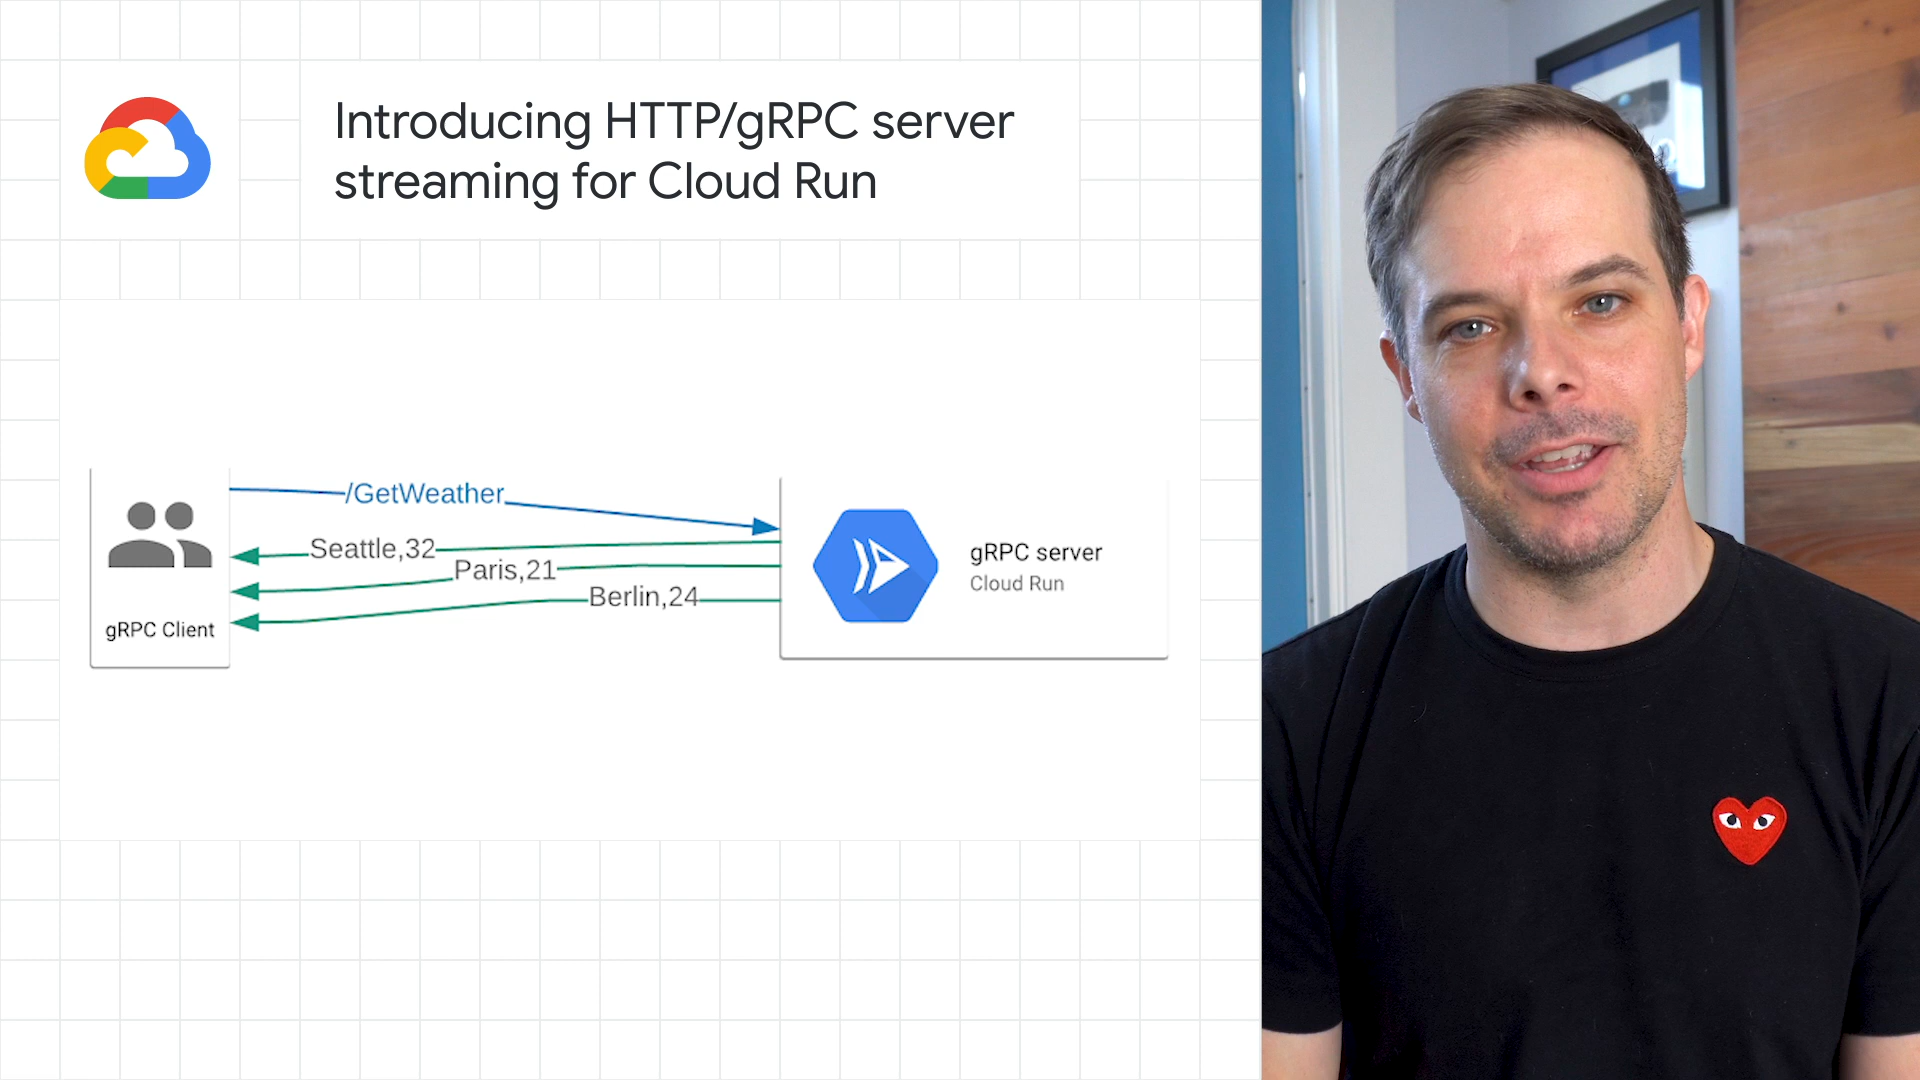 Introducing HTTP/gRPC server
streaming for Cloud Run
/GetWeather
Seattle,32
Paris,21
Berlin,24
gRPC Client
gRPC server
Cloud Run